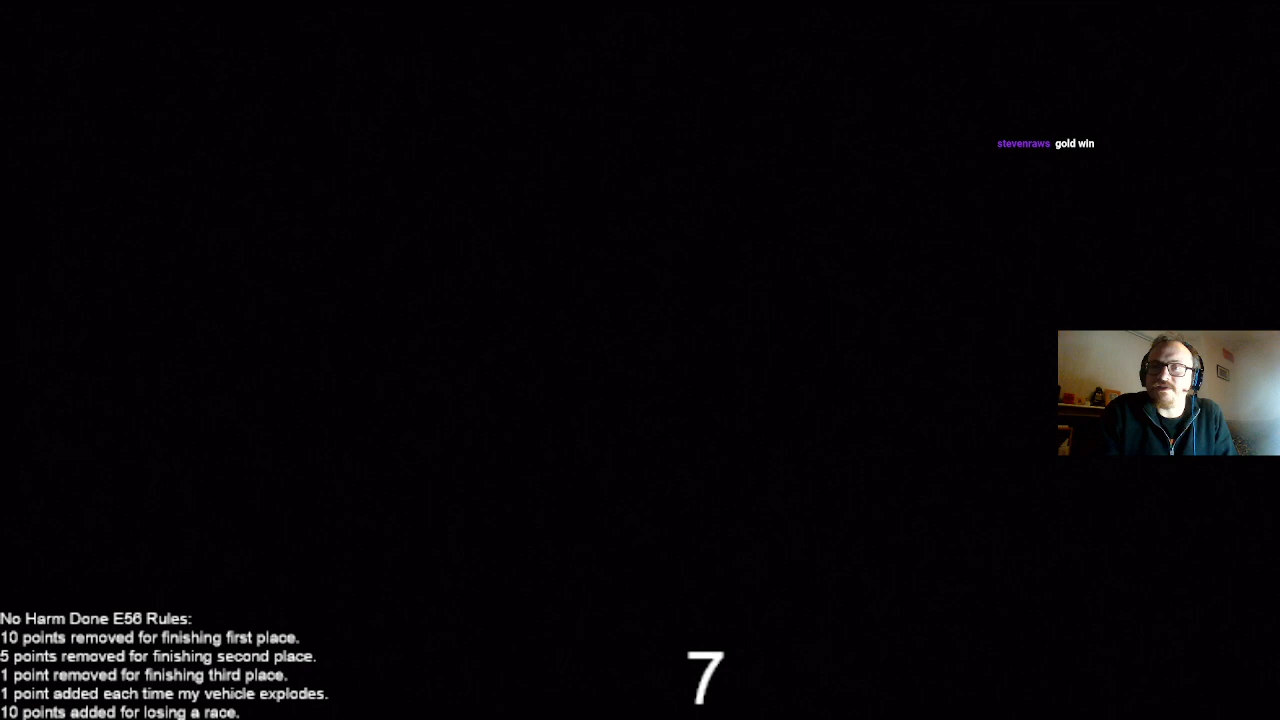 stevenraws gold win
No Harm Done E56 Rules:
10 points removed for finishing first place.
5 points removed for finishing second place.
1 point removed for finishing third place.
1 point added each time my vehicle explodes.
10 points added for losing a race.
7